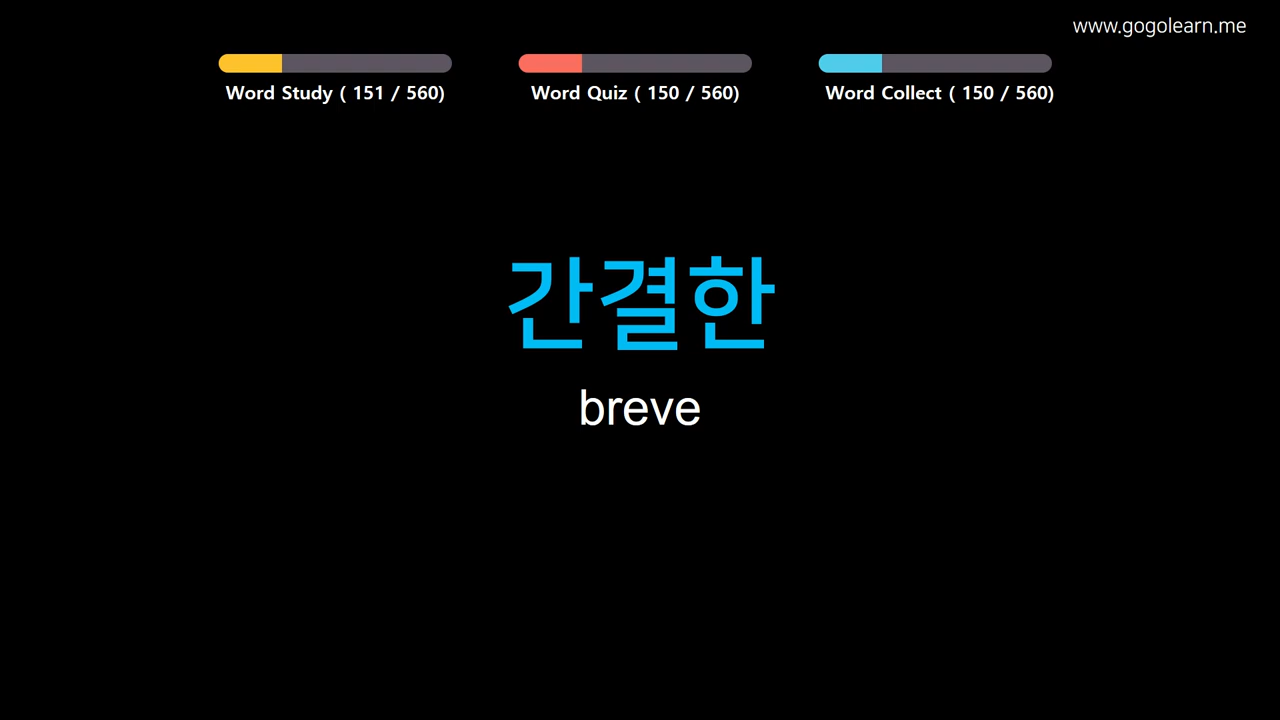 www.gogolearn.me
Word Study ( 151 / 560)
Word Quiz ( 150 / 560)
Word Collect ( 150 / 560)
간결한
breve